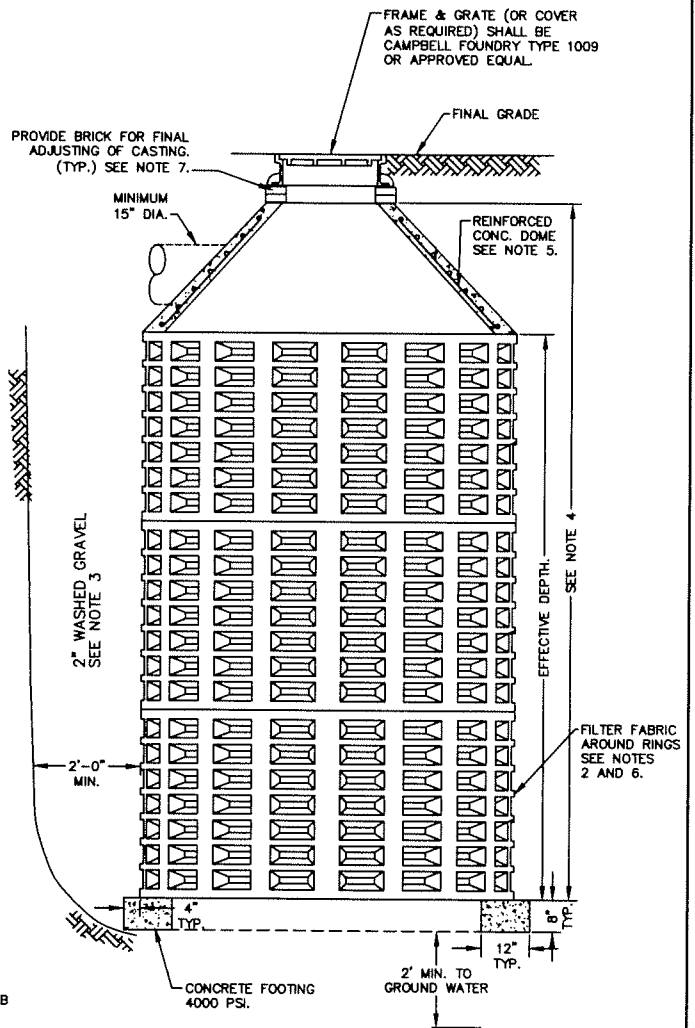 FRAME & GRATE (OR COVER
AS REQUIRED) SHALL BE
CAMPBELL FOUNDRY TYPE 1009
OR APPROVED EQUAL.
FINAL GRADE
PROVIDE BRICK FOR FINAL
ADJUSTING OF CASTING.
(TYP.) SEE NOTE 7.
MINIMUM
15" DIA.
REINFORCED
CONC. DOME
SEE NOTE 5.
2" WASHED GRAVEL
SEE NOTE 3
EFFECTIVE DEPTH.
SEE NOTE 4
FILTER FABRIC
AROUND RINGS
SEE NOTES
2 AND 6.
2'-0"
MIN.
4"
TYP.
8"
TYP.
12"
TYP.
CONCRETE FOOTING
4000 PSI.
2' MIN. TO
GROUND WATER
B